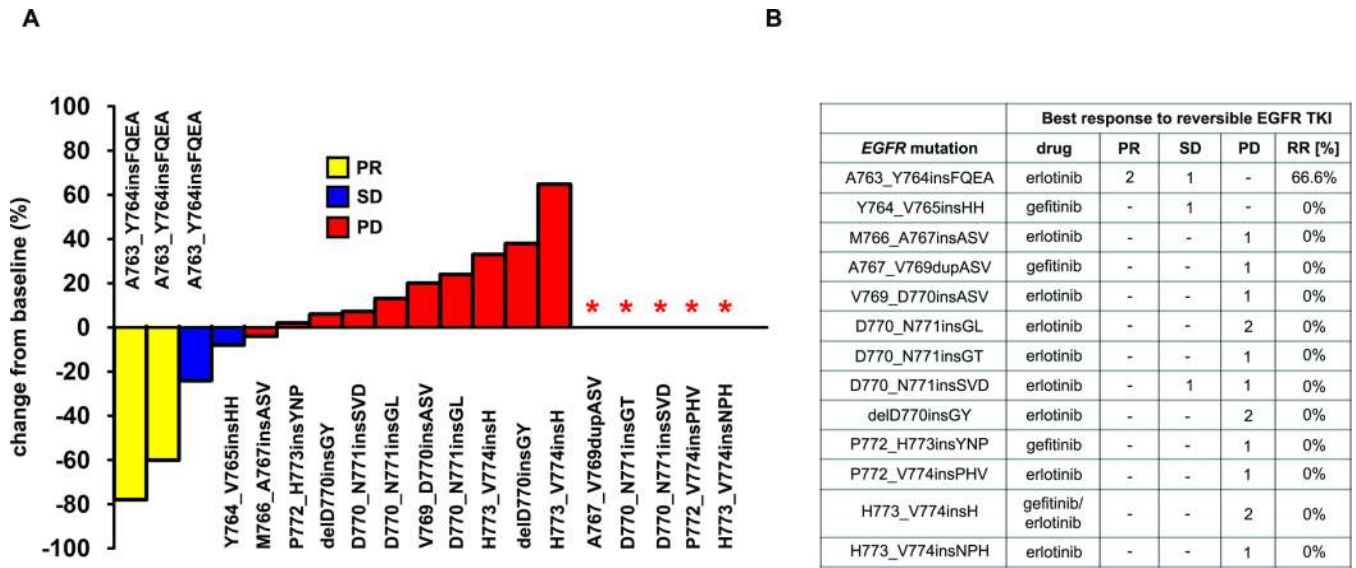 A
B
100
80
60
40
20
0
-20
-40
-60
-80
-100
change from baseline (%)
A763_Y764insFQEA
A763_Y764insFQEA
A763_Y764insFQEA
PR
SD
PD
* * * * *
Y764_V765insHH
M766_A767insASV
P772_H773insYNP
delD770insGY
D770_N771insSVD
D770_N771insGL
V769_D770insASV
D770_N771insGL
H773_V774insH
delD770insGY
H773_V774insH
A767_V769dupASV
D770_N771insGT
D770_N771insSVD
P772_V774insPHV
H773_V774insNPH
Best response to reversible EGFR TKI
EGFR mutation drug PR SD PD RR [%]
A763_Y764insFQEA erlotinib 2 1 - 66.6%
Y764_V765insHH gefitinib - 1 - 0%
M766_A767insASV erlotinib - - 1 0%
A767_V769dupASV gefitinib - - 1 0%
V769_D770insASV erlotinib - - 1 0%
D770_N771insGL erlotinib - - 2 0%
D770_N771insGT erlotinib - - 1 0%
D770_N771insSVD erlotinib - 1 1 0%
delD770insGY erlotinib - - 2 0%
P772_H773insYNP gefitinib - - 1 0%
P772_V774insPHV erlotinib - - 1 0%
H773_V774insH gefitinib/ erlotinib - - 2 0%
H773_V774insNPH erlotinib - - 1 0%